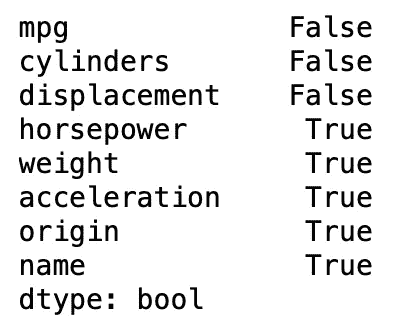 mpg False
cylinders False
displacement False
horsepower True
weight True
acceleration True
origin True
name True
dtype: bool